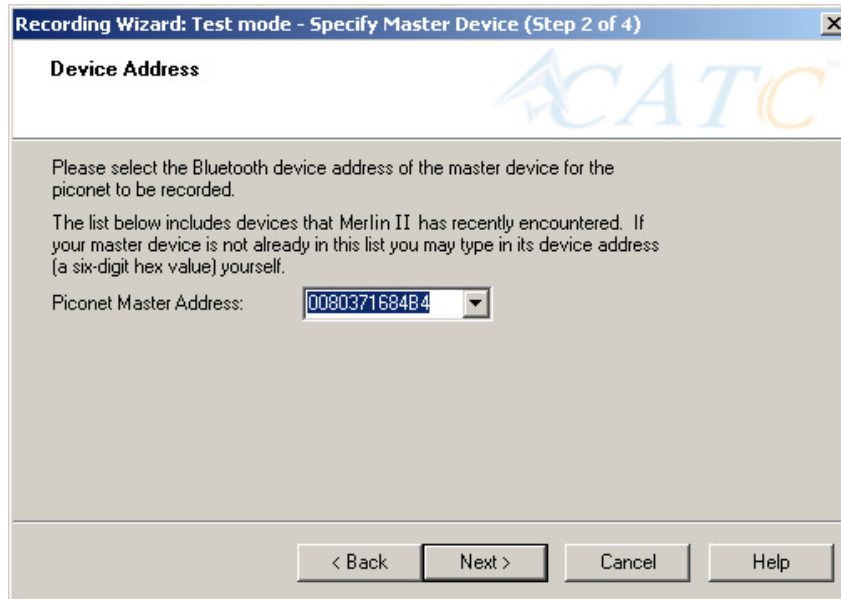 Recording Wizard: Test mode - Specify Master Device (Step 2 of 4)
Device Address
CATC
Please select the Bluetooth device address of the master device for the
piconet to be recorded.
The list below includes devices that Merlin II has recently encountered. If
your master device is not already in this list you may type in its device address
(a six-digit hex value) yourself.
Piconet Master Address: 0080371684B4
< Back Next > Cancel Help